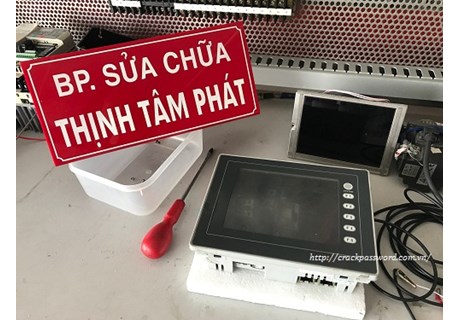 BP. SỬA CHỮA
THỊNH TÂM PHÁT
http://crackpassword.com.vn/